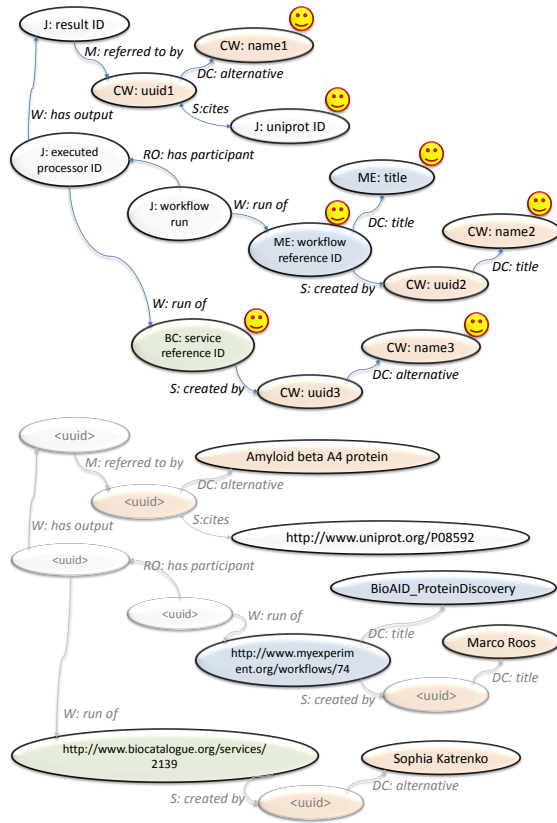 J: result ID
M: referred to by
CW: name1
DC: alternative
CW: uuid1
S:cites
W: has output
J: uniprot ID
J: executed
processor ID
RO: has participant
ME: title
J: workflow
run
W: run of
DC: title
ME: workflow
reference ID
CW: name2
DC: title
S: created by
CW: uuid2
W: run of
BC: service
reference ID
CW: name3
DC: alternative
S: created by
CW: uuid3
<uuid>
M: referred to by
Amyloid beta A4 protein
DC: alternative
<uuid>
S:cites
W: has output
http://www.uniprot.org/P08592
<uuid>
RO: has participant
BioAID_ProteinDiscovery
<uuid>
W: run of
DC: title
http://www.myexperim
ent.org/workflows/74
Marco Roos
DC: title
S: created by
<uuid>
W: run of
http://www.biocatalogue.org/services/
2139
Sophia Katrenko
DC: alternative
S: created by
<uuid>